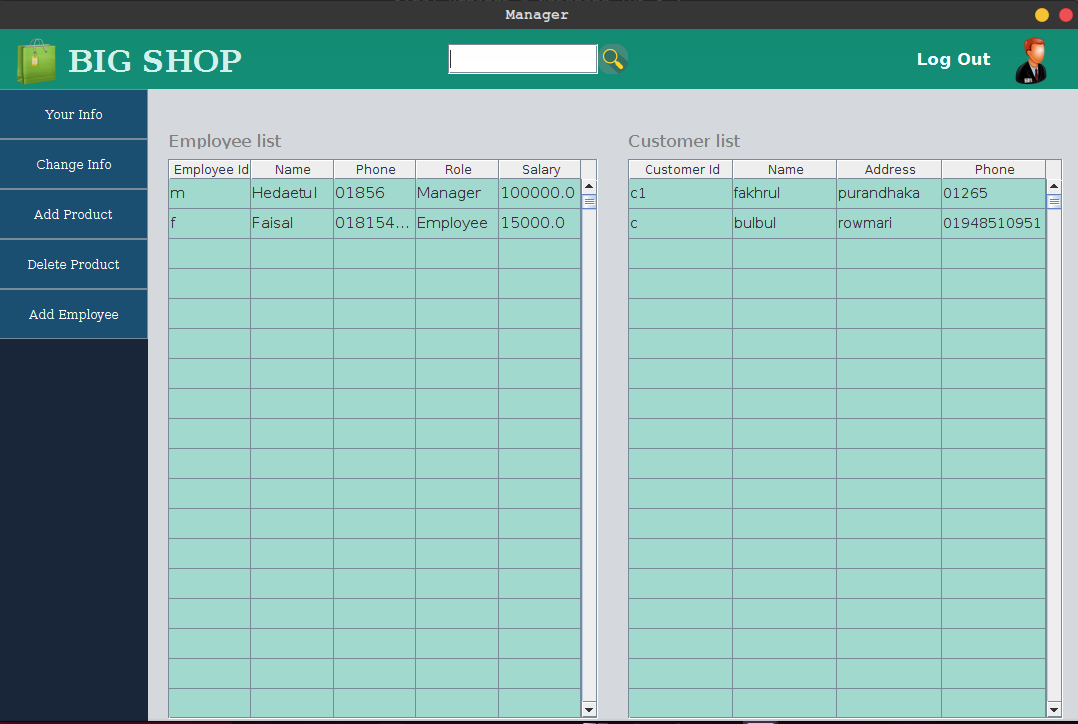 Manager
BIG SHOP
Log Out
Your Info
Change Info
Add Product
Delete Product
Add Employee
Employee list
Employee Id Name Phone Role Salary
m Hedaetul 01856 Manager 100000.0
f Faisal 018154... Employee 15000.0
Customer list
Customer Id Name Address Phone
c1 fakhrul purandhaka 01265
c bulbul rowmari 01948510951